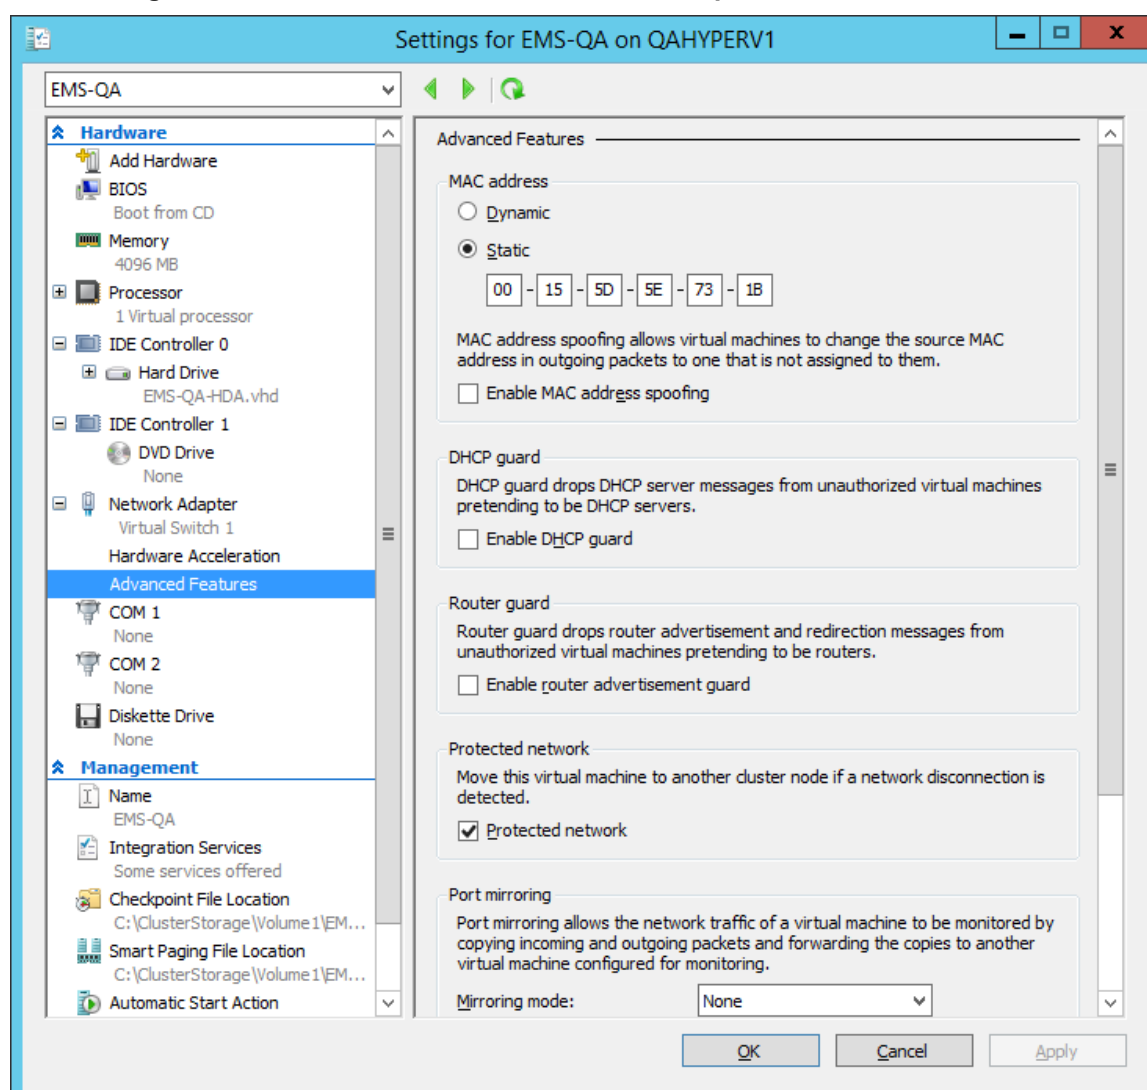 Settings for EMS-QA on QAHYPERV1
EMS-QA
Hardware
Add Hardware
BIOS
Boot from CD
Memory
4096 MB
Processor
1 Virtual processor
IDE Controller 0
Hard Drive
EMS-QA-HDA.vhd
IDE Controller 1
DVD Drive
None
Network Adapter
Virtual Switch 1
Hardware Acceleration
Advanced Features
COM 1
None
COM 2
None
Diskette Drive
None
Management
Name
EMS-QA
Integration Services
Some services offered
Checkpoint File Location
C:\ClusterStorage\Volume1\EM...
Smart Paging File Location
C:\ClusterStorage\Volume1\EM...
Automatic Start Action
Advanced Features
MAC address
Dynamic
Static
00 - 15 - 5D - 5E - 73 - 1B
MAC address spoofing allows virtual machines to change the source MAC
address in outgoing packets to one that is not assigned to them.
Enable MAC address spoofing
DHCP guard
DHCP guard drops DHCP server messages from unauthorized virtual machines
pretending to be DHCP servers.
Enable DHCP guard
Router guard
Router guard drops router advertisement and redirection messages from
unauthorized virtual machines pretending to be routers.
Enable router advertisement guard
Protected network
Move this virtual machine to another cluster node if a network disconnection is
detected.
Protected network
Port mirroring
Port mirroring allows the network traffic of a virtual machine to be monitored by
copying incoming and outgoing packets and forwarding the copies to another
virtual machine configured for monitoring.
Mirroring mode: None
OK Cancel Apply